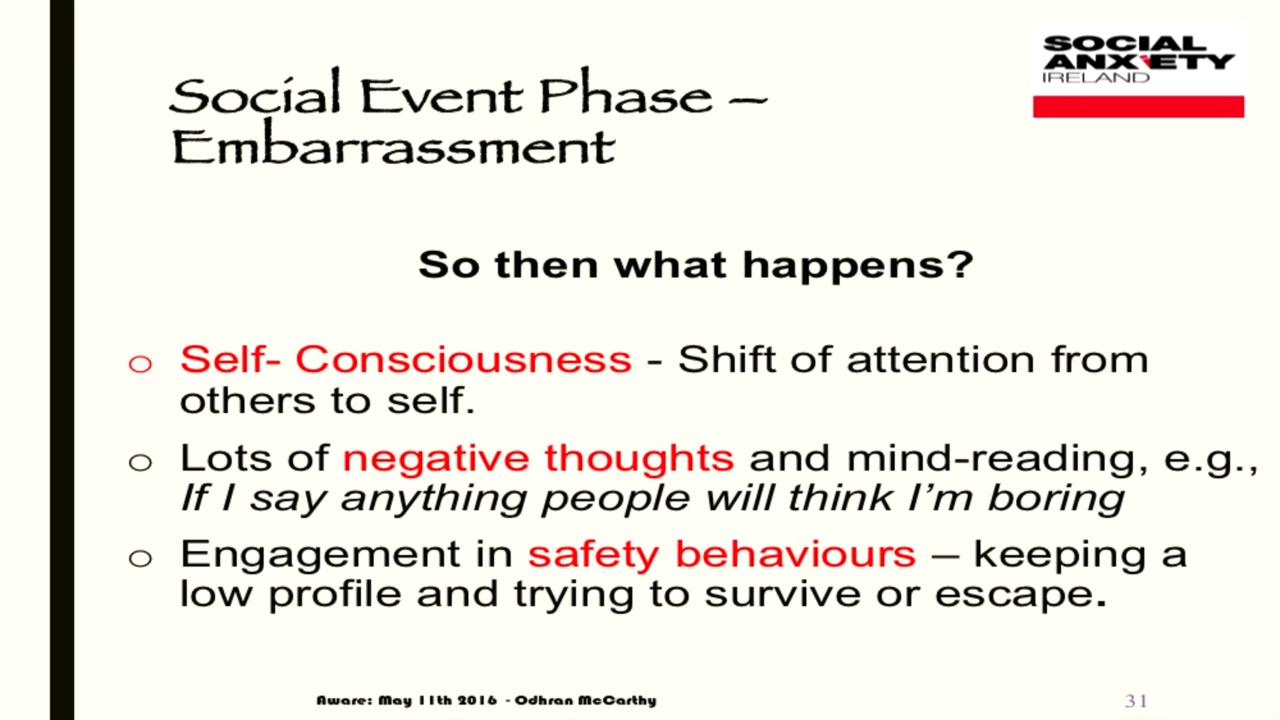 SOCIAL
ANXIETY
IRELAND
Social Event Phase –
Embarrassment
So then what happens?
o Self- Consciousness - Shift of attention from
others to self.
o Lots of negative thoughts and mind-reading, e.g.,
If I say anything people will think I’m boring
o Engagement in safety behaviours – keeping a
low profile and trying to survive or escape.
Aware: May 11th 2016 - Odhran McCarthy
31